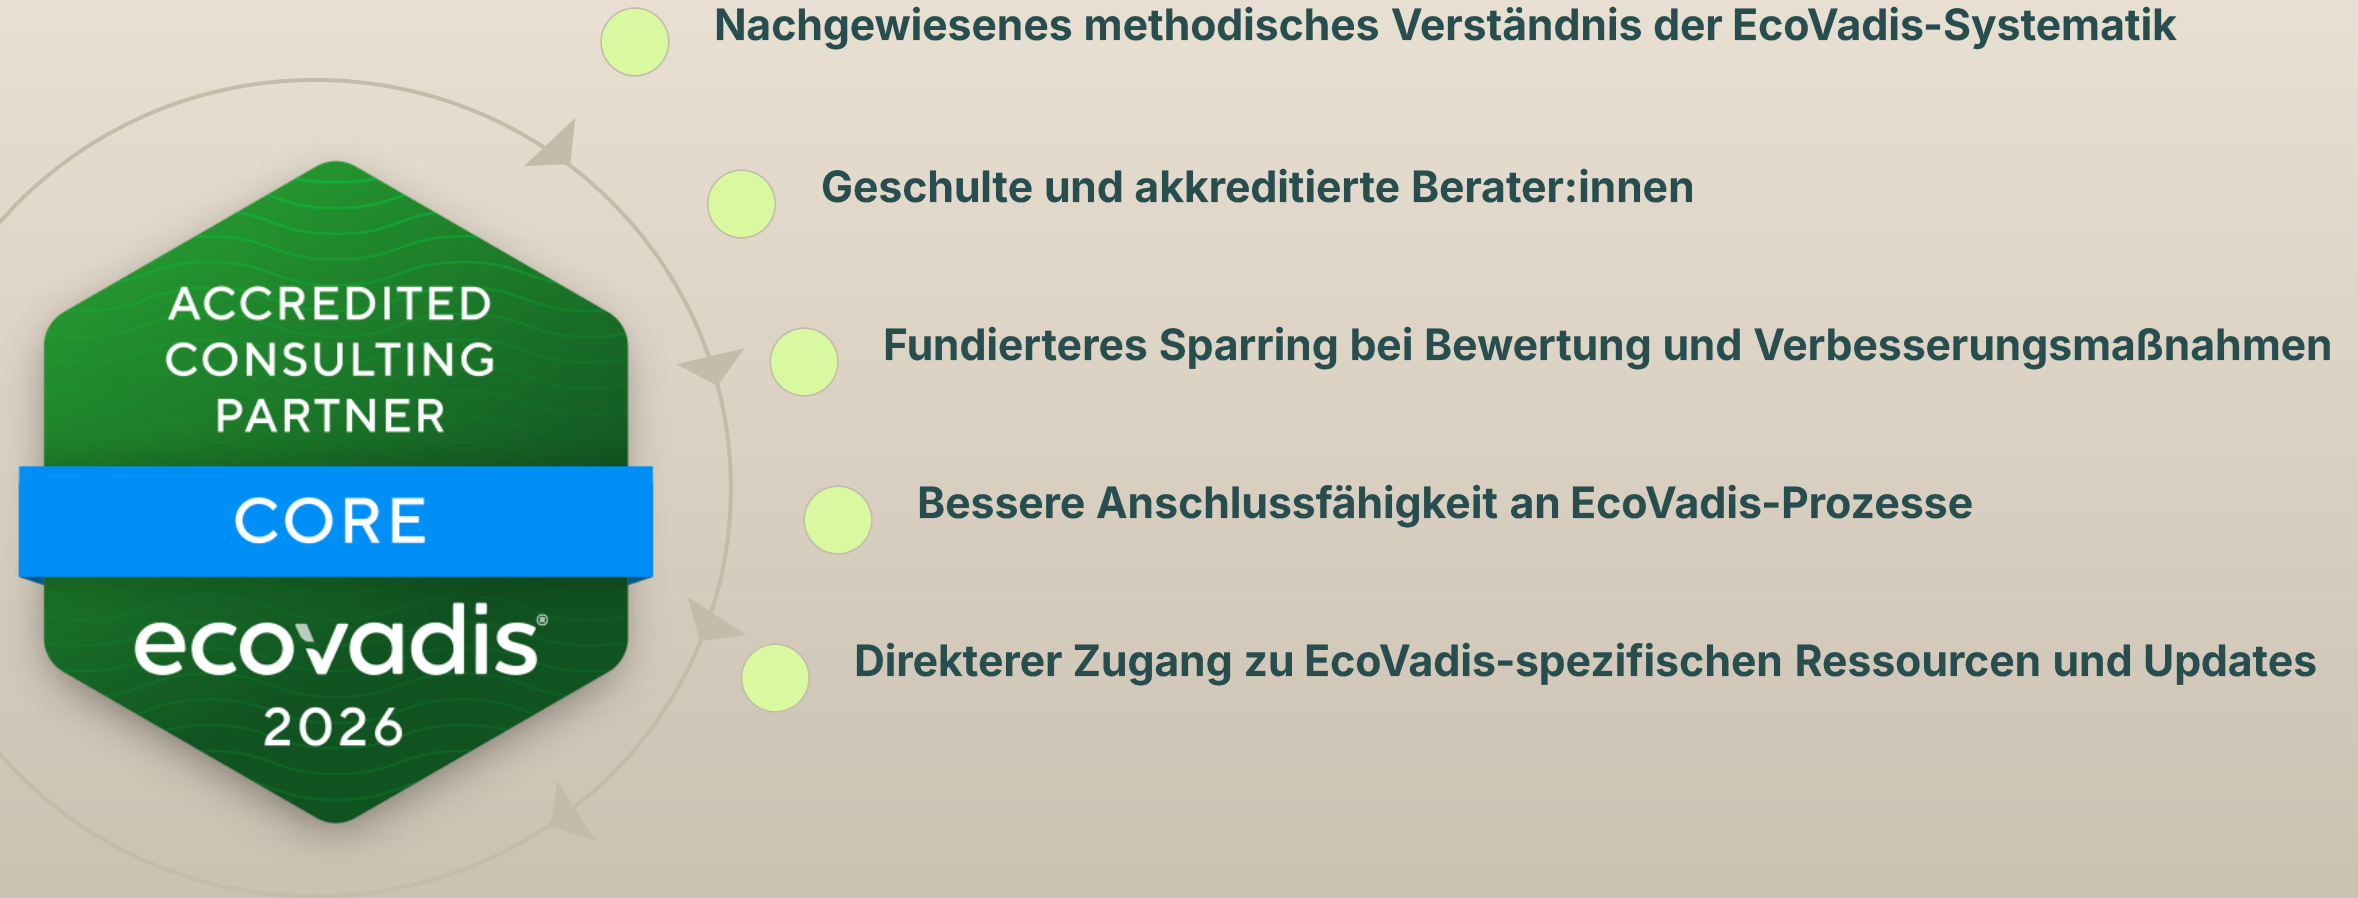 Nachgewiesenes methodisches Verständnis der EcoVadis-Systematik
Geschulte und akkreditierte Berater:innen
Fundierteres Sparring bei Bewertung und Verbesserungsmaßnahmen
Bessere Anschlussfähigkeit an EcoVadis-Prozesse
Direkterer Zugang zu EcoVadis-spezifischen Ressourcen und Updates
ACCREDITED
CONSULTING
PARTNER
CORE
ecovadis®
2026